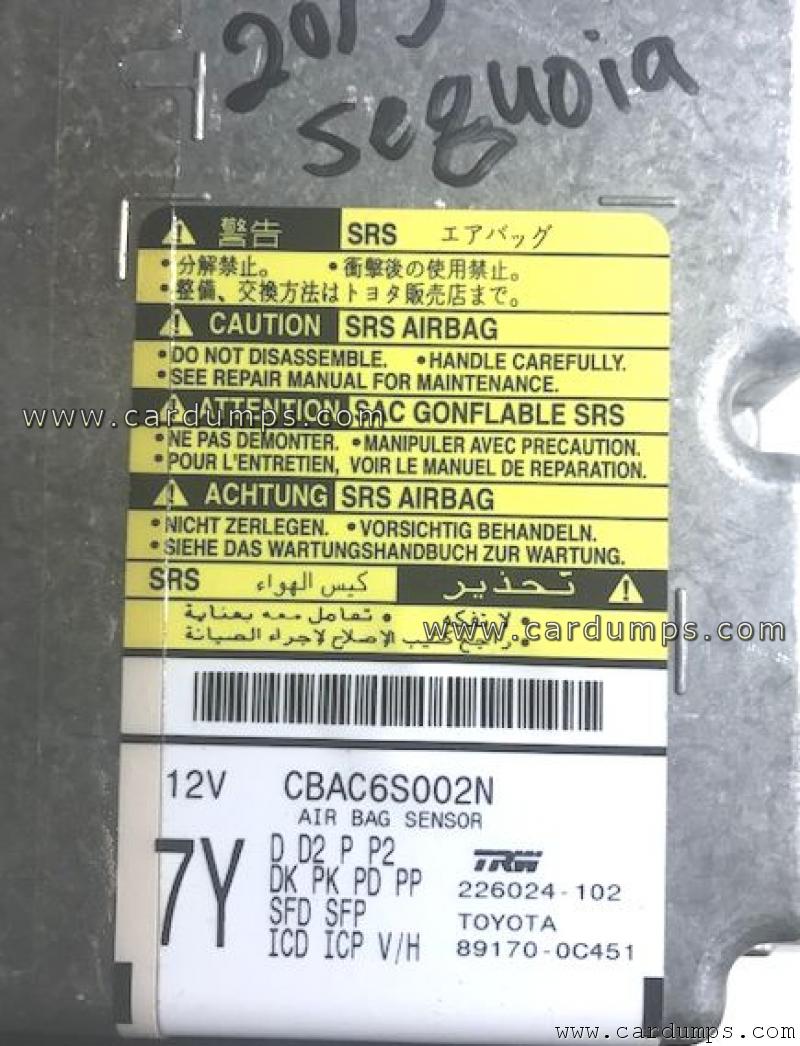 sequoia
警告 SRS エアバッグ
・分解禁止。 ・衝撃後の使用禁止。
・整備、交換方法はトヨタ販売店まで。
CAUTION SRS AIRBAG
•DO NOT DISASSEMBLE. •HANDLE CAREFULLY.
•SEE REPAIR MANUAL FOR MAINTENANCE.
www.cardumps.com
ATTENTION SAC GONFLABLE SRS
•NE PAS DEMONTER. •MANIPULER AVEC PRECAUTION.
•POUR L'ENTRETIEN, VOIR LE MANUEL DE REPARATION.
ACHTUNG SRS AIRBAG
•NICHT ZERLEGEN. •VORSICHTIG BEHANDELN.
•SIEHE DAS WARTUNGSHANDBUCH ZUR WARTUNG.
تحذير كيس الهواء SRS
• لا تفككه • تعامل معه بعناية
• الإصلاح لاجراء الصيانة
www.cardumps.com
12V CBAC6S002N
AIR BAG SENSOR
7Y
D D2 P P2
DK PK PD PP
SFD SFP
ICD ICP V/H
TRW
226024-102
TOYOTA
89170-0C451
www.cardumps.com